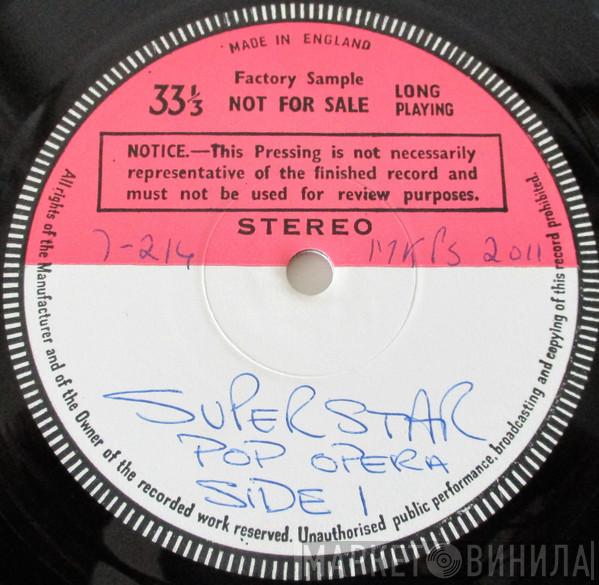 MADE IN ENGLAND
Factory Sample
33⅓ NOT FOR SALE LONG PLAYING
NOTICE.—This Pressing is not necessarily
representative of the finished record and
must not be used for review purposes.
STEREO
MKPS 2011
SUPERSTAR
POP OPERA
SIDE 1
All rights of the Manufacturer and of the Owner of the recorded work reserved. Unauthorised public performance, broadcasting and copying of this record prohibited.
МАРКЕТ ВИНИЛА